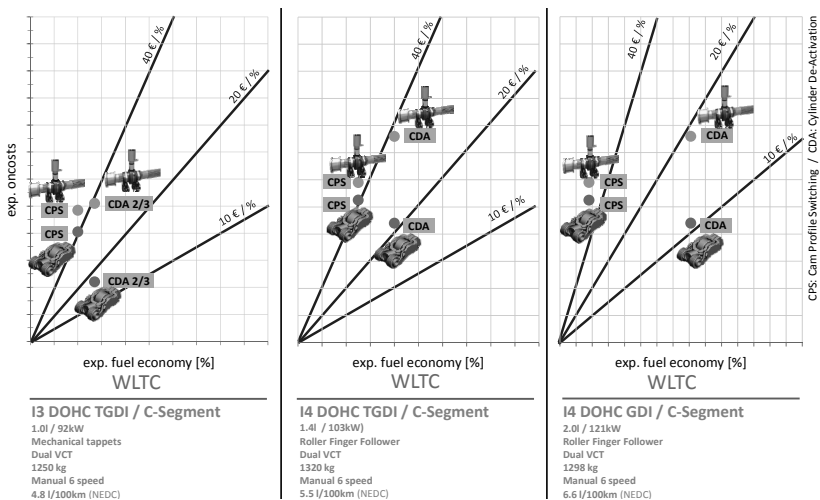 exp. oncosts
40 € / %
20 € / %
10 € / %
CPS
CDA 2/3
CPS
CDA 2/3
exp. fuel economy [%]
WLTC
I3 DOHC TGDI / C-Segment
1.0l / 92kW
Mechanical tappets
Dual VCT
1250 kg
Manual 6 speed
4.8 l/100km (NEDC)
40 € / %
20 € / %
10 € / %
CDA
CPS
CPS
CDA
exp. fuel economy [%]
WLTC
I4 DOHC TGDI / C-Segment
1.4l / 103kW)
Roller Finger Follower
Dual VCT
1320 kg
Manual 6 speed
5.5 l/100km (NEDC)
40 € / %
20 € / %
10 € / %
CDA
CPS
CPS
CDA
exp. fuel economy [%]
WLTC
I4 DOHC GDI / C-Segment
2.0l / 121kW
Roller Finger Follower
Dual VCT
1298 kg
Manual 6 speed
6.6 l/100km (NEDC)
CPS: Cam Profile Switching / CDA: Cylinder De-Activation